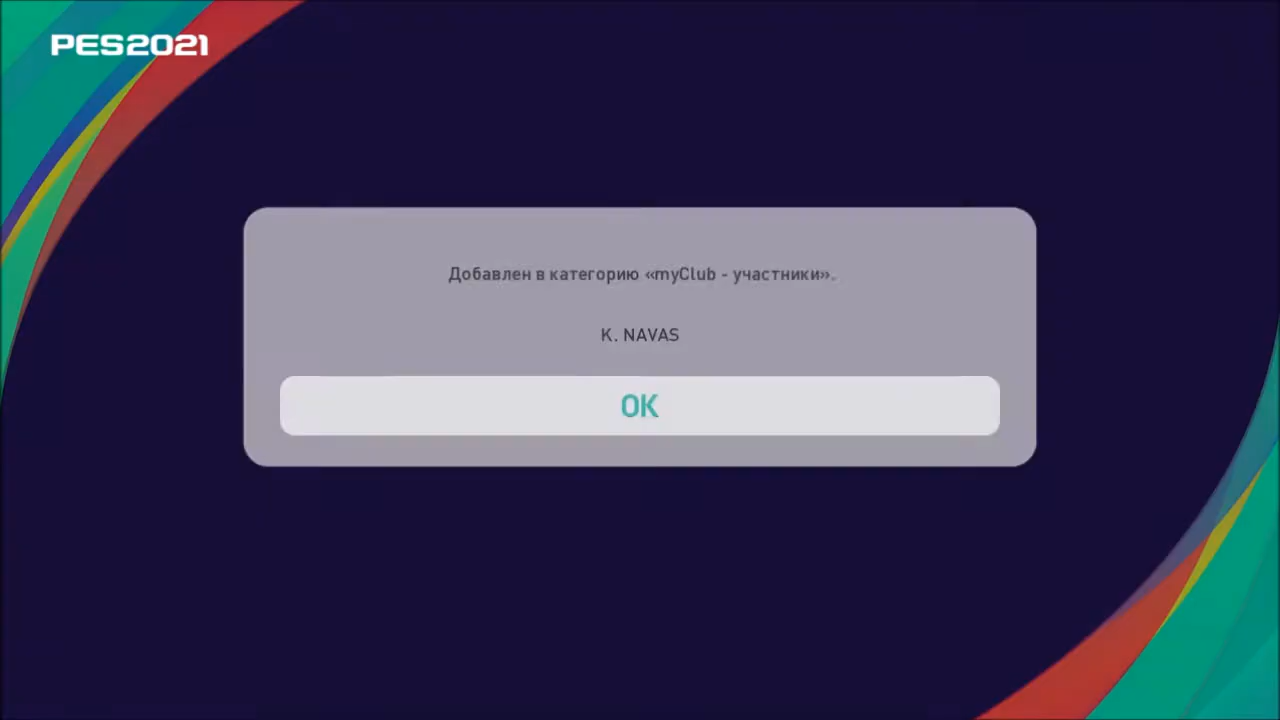 PES2021
Добавлен в категорию «myClub - участники».
K. NAVAS
OK